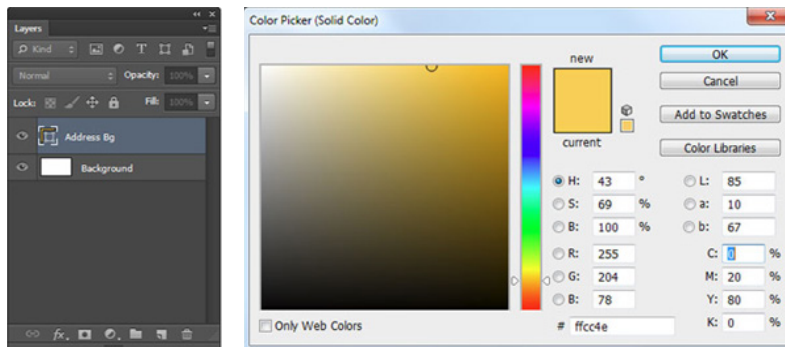 Layers
Kind
Normal Opacity: 100%
Lock: Fill: 100%
Address Bg
Background
fx.
Color Picker (Solid Color)
new
current
OK
Cancel
Add to Swatches
Color Libraries
H: 43 °
S: 69 %
B: 100 %
R: 255
G: 204
B: 78
# ffcc4e
L: 85
a: 10
b: 67
C: 0 %
M: 20 %
Y: 80 %
K: 0 %
Only Web Colors